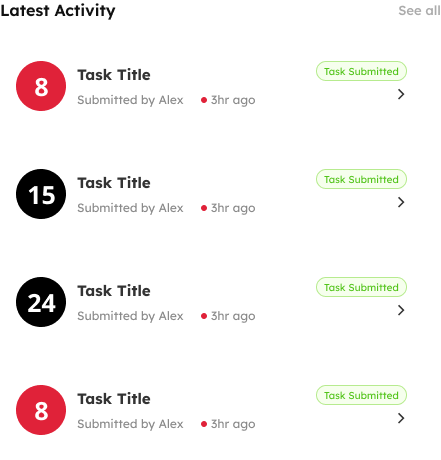 Latest Activity See all
8 Task Title Task Submitted
Submitted by Alex 3hr ago
15 Task Title Task Submitted
Submitted by Alex 3hr ago
24 Task Title Task Submitted
Submitted by Alex 3hr ago
8 Task Title Task Submitted
Submitted by Alex 3hr ago